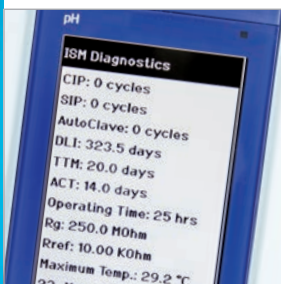 pH
ISM Diagnostics
CIP: 0 cycles
SIP: 0 cycles
AutoClave: 0 cycles
DLI: 323.5 days
TTM: 20.0 days
ACT: 14.0 days
Operating Time: 25 hrs
Rg: 250.0 MOhm
Rref: 10.00 KOhm
Maximum Temp.: 29.2 °C